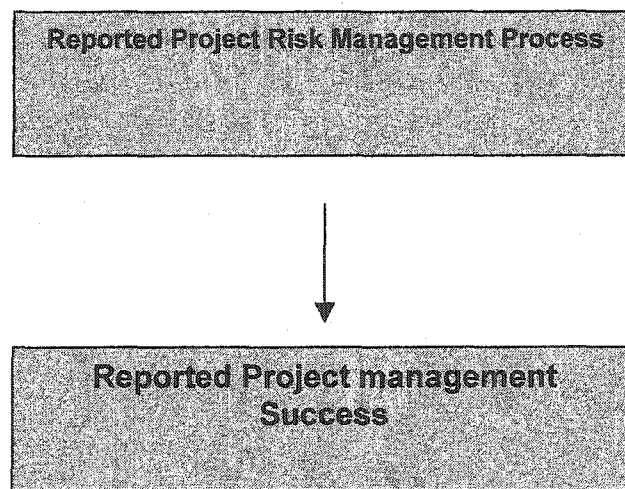 Reported Project Risk Management Process
Reported Project management
Success